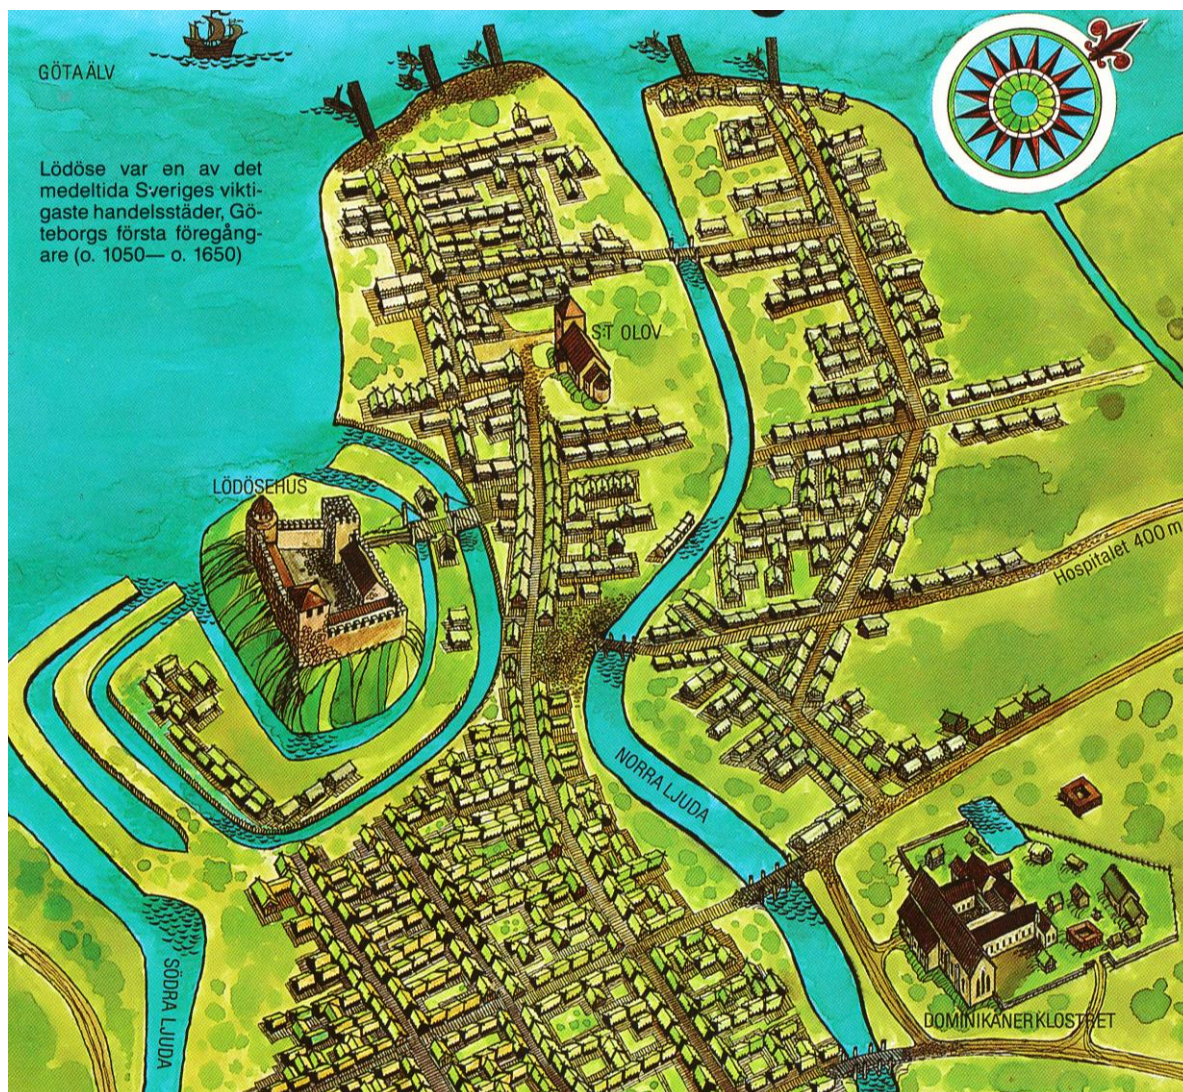 GÖTA ÄLV
Lödöse var en av det
medeltida Sveriges vikti-
gaste handelsstäder, Gö-
teborgs första föregång-
are (o. 1050— o. 1650)
S:T OLOV
LÖDÖSEHUS
Hospitalet 400 m
NORRA LJUDA
SÖDRA LJUDA
DOMINIKANERKLOSTRET